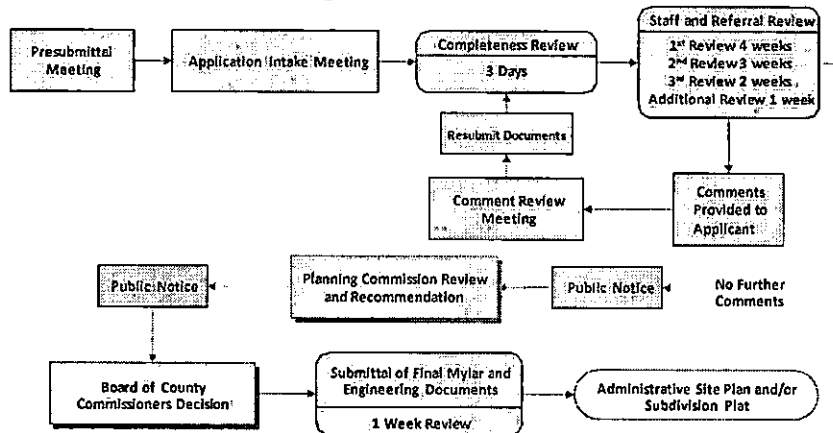 Presubmittal
Meeting
Application Intake Meeting
Completeness Review
3 Days
Staff and Referral Review
1st Review 4 weeks
2nd Review 3 weeks
3rd Review 2 weeks
Additional Review 1 week
Resubmit Documents
Comment Review
Meeting
Comments
Provided to
Applicant
Public Notice
Planning Commission Review
and Recommendation
Public Notice
No Further
Comments
Board of County
Commissioners Decision
Submittal of Final Mylar and
Engineering Documents
1 Week Review
Administrative Site Plan and/or
Subdivision Plat